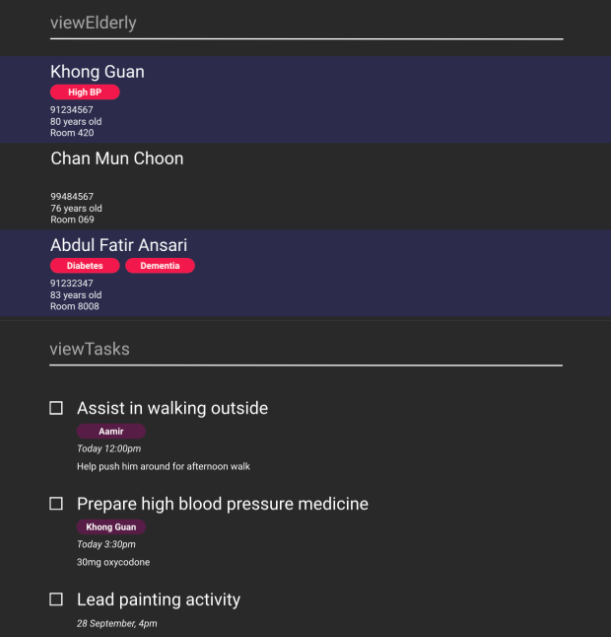 viewElderly
Khong Guan
High BP
91234567
80 years old
Room 420
Chan Mun Choon
99484567
76 years old
Room 069
Abdul Fatir Ansari
Diabetes Dementia
91232347
83 years old
Room 8008
viewTasks
Assist in walking outside
Aamir
Today 12:00pm
Help push him around for afternoon walk
Prepare high blood pressure medicine
Khong Guan
Today 3:30pm
30mg oxycodone
Lead painting activity
28 September, 4pm